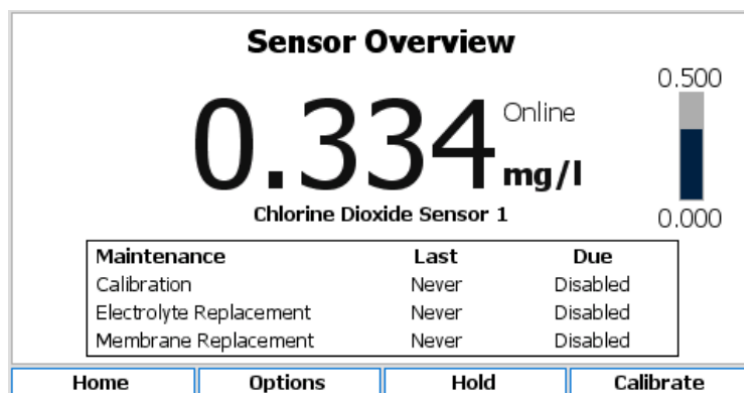 Sensor Overview
0.334
Online
mg/l
0.500
0.000
Chlorine Dioxide Sensor 1
Maintenance Last Due
Calibration Never Disabled
Electrolyte Replacement Never Disabled
Membrane Replacement Never Disabled
Home Options Hold Calibrate